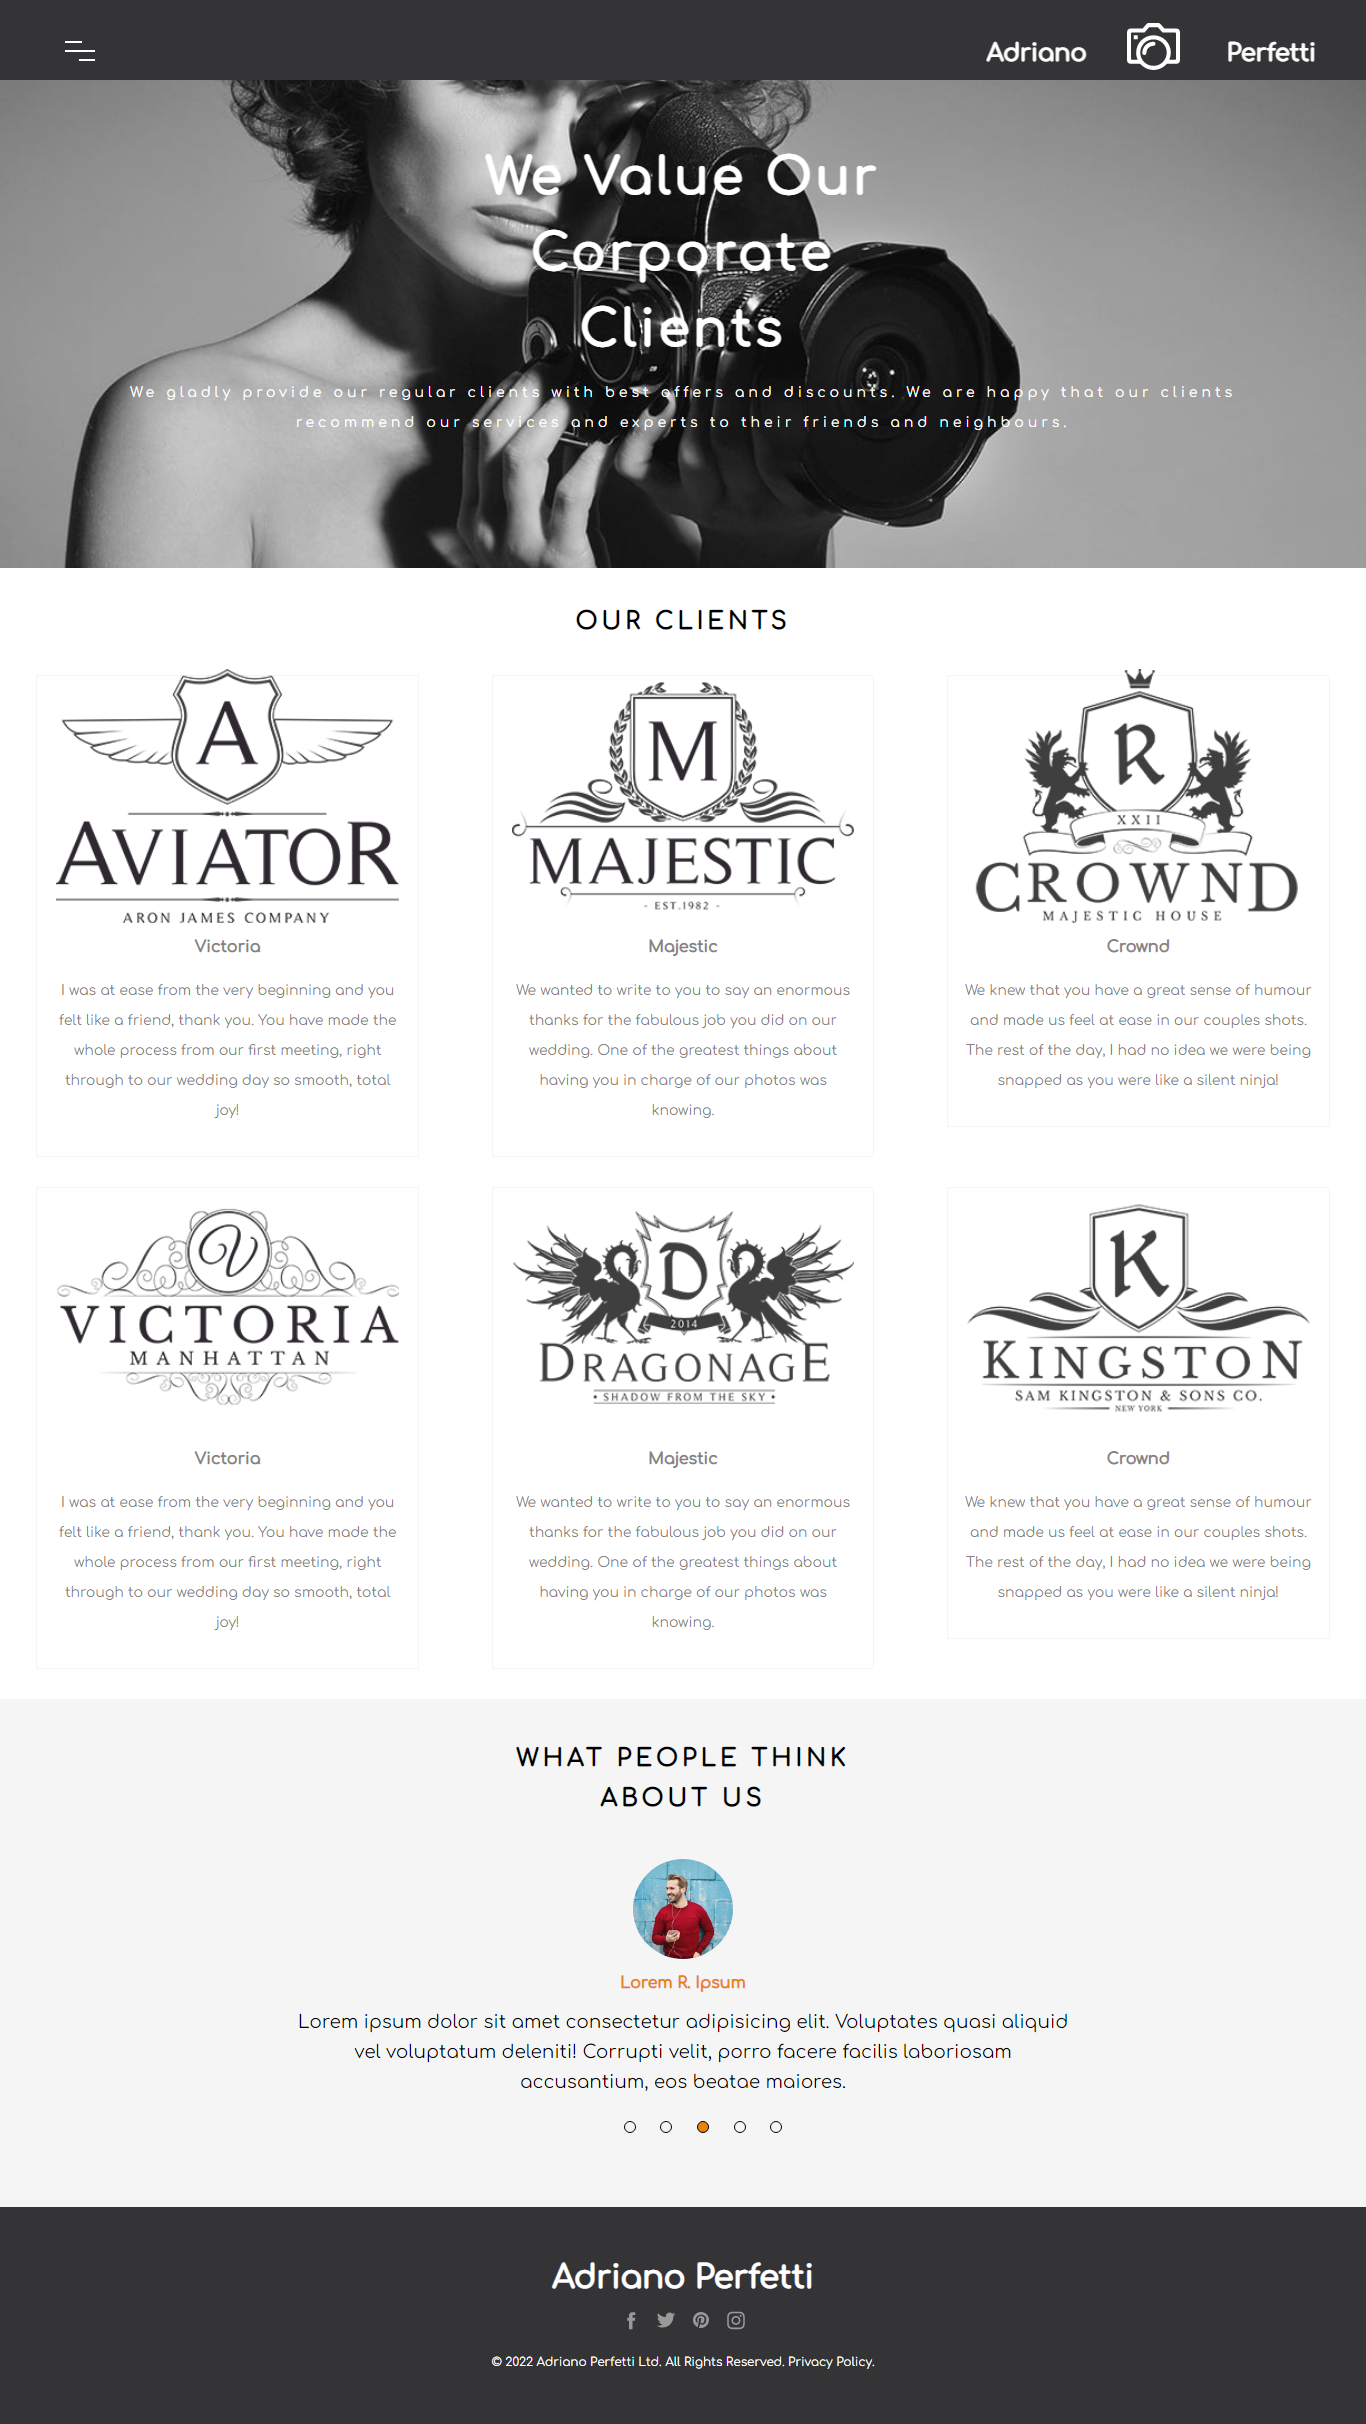 Adriano Perfetti
We Value Our
Corporate
Clients
We gladly provide our regular clients with best offers and discounts. We are happy that our clients
recommend our services and experts to their friends and neighbours.
OUR CLIENTS
A
AVIATOR
ARON JAMES COMPANY
Victoria
I was at ease from the very beginning and you
felt like a friend, thank you. You have made the
whole process from our first meeting, right
through to our wedding day so smooth, total
joy!
M
MAJESTIC
- EST.1982 -
Majestic
We wanted to write to you to say an enormous
thanks for the fabulous job you did on our
wedding. One of the greatest things about
having you in charge of our photos was
knowing.
R
XXII
CROWND
MAJESTIC HOUSE
Crownd
We knew that you have a great sense of humour
and made us feel at ease in our couples shots.
The rest of the day, I had no idea we were being
snapped as you were like a silent ninja!
V
VICTORIA
MANHATTAN
Victoria
I was at ease from the very beginning and you
felt like a friend, thank you. You have made the
whole process from our first meeting, right
through to our wedding day so smooth, total
joy!
D
2014
DRAGONAGE
• SHADOW FROM THE SKY •
Majestic
We wanted to write to you to say an enormous
thanks for the fabulous job you did on our
wedding. One of the greatest things about
having you in charge of our photos was
knowing.
K
KINGSTON
SAM KINGSTON & SONS CO.
NEW YORK
Crownd
We knew that you have a great sense of humour
and made us feel at ease in our couples shots.
The rest of the day, I had no idea we were being
snapped as you were like a silent ninja!
WHAT PEOPLE THINK
ABOUT US
Lorem R. Ipsum
Lorem ipsum dolor sit amet consectetur adipisicing elit. Voluptates quasi aliquid
vel voluptatum deleniti! Corrupti velit, porro facere facilis laboriosam
accusantium, eos beatae maiores.
Adriano Perfetti
© 2022 Adriano Perfetti Ltd. All Rights Reserved. Privacy Policy.